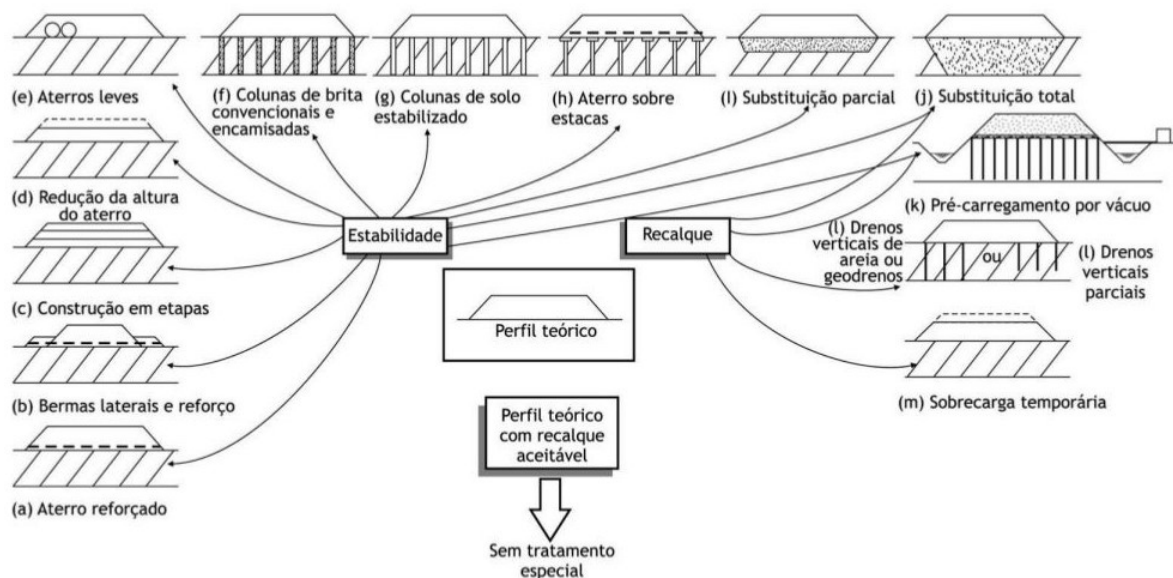 (e) Aterros leves
(f) Colunas de brita
convencionais e
encamisadas
(g) Colunas de solo
estabilizado
(h) Aterro sobre
estacas
(I) Substituição parcial
(j) Substituição total
(d) Redução da altura
do aterro
(k) Pré-carregamento por vácuo
Estabilidade
Recalque
(l) Drenos
verticais de
areia ou
geodrenos
ou
(l) Drenos
verticais
parciais
(c) Construção em etapas
Perfil teórico
(m) Sobrecarga temporária
(b) Bermas laterais e reforço
Perfil teórico
com recalque
aceitável
(a) Aterro reforçado
Sem tratamento
especial